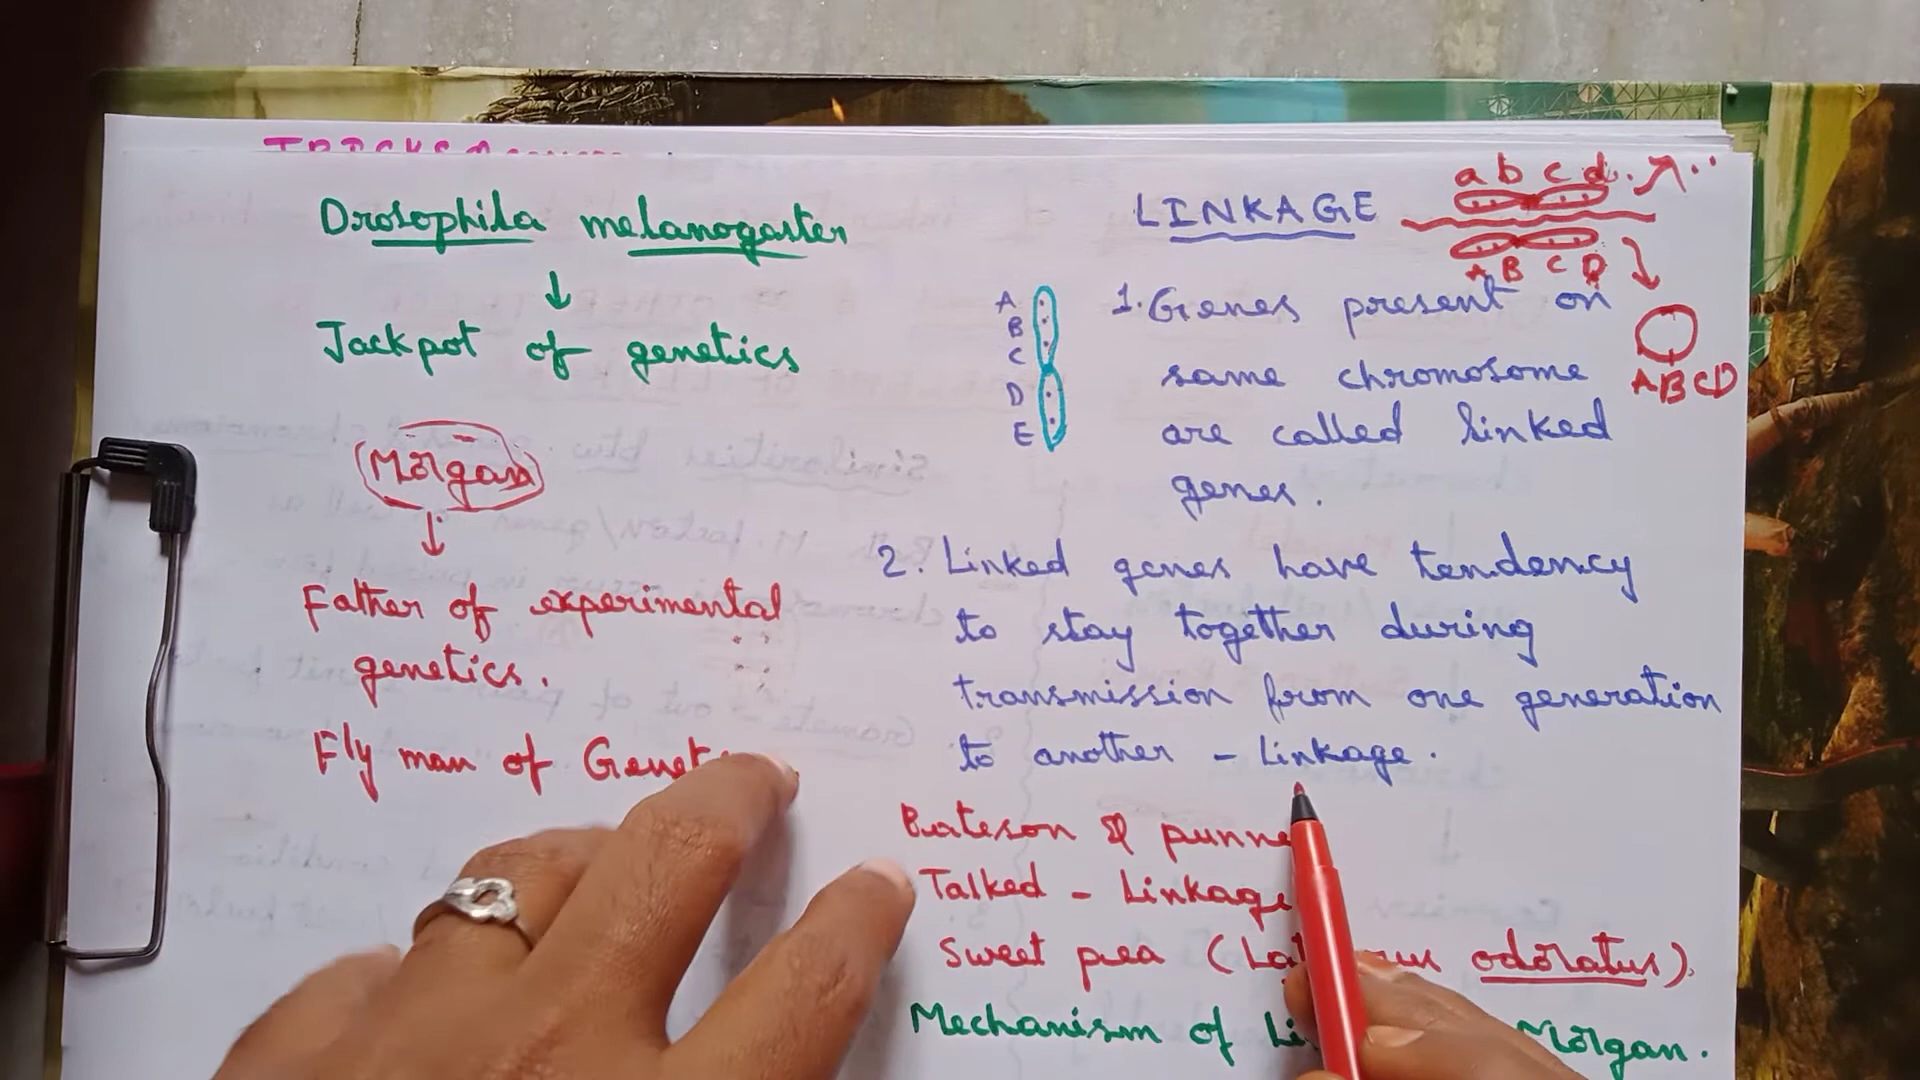 Drosophila melanogaster
↓
Jackpot of genetics
Morgan
↓
Father of experimental
genetics.
Fly man of
LINKAGE
a b c d
A B C D
A B C D
A
B
C
D
E
1. Genes present on
same chromosome
are called linked
genes.
2. Linked genes have tendency
to stay together during
transmission from one generation
to another - Linkage.
Bateson &
Talked - Linkage
Sweet pea ( odoratus).
Mechanism of Morgan.